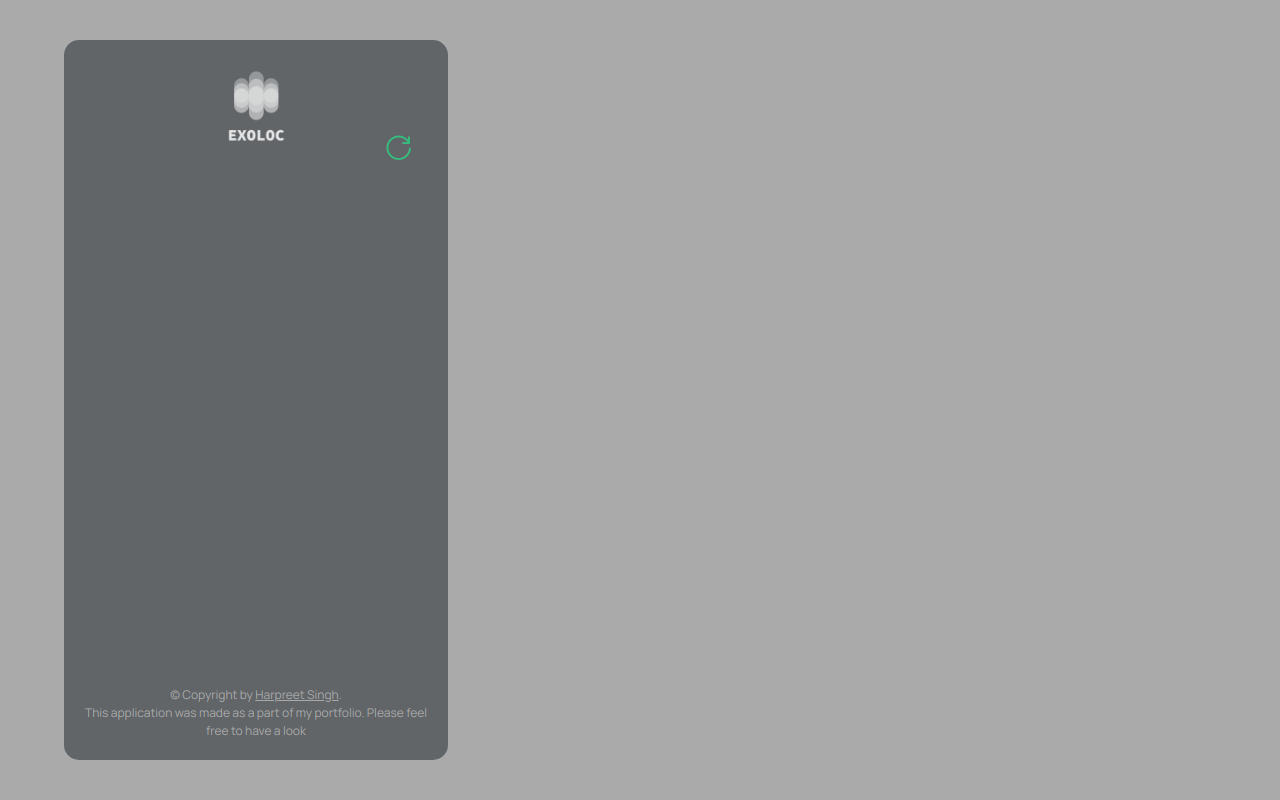 EXOLOC
© Copyright by Harpreet Singh.
This application was made as a part of my portfolio. Please feel
free to have a look